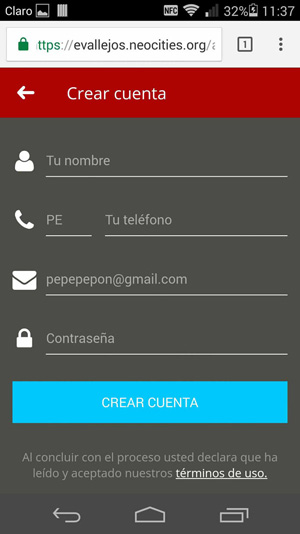 Claro NFC 32% 11:37
https://evallejos.neocities.org/a 1
Crear cuenta
Tu nombre
PE Tu teléfono
pepepepon@gmail.com
Contraseña
CREAR CUENTA
Al concluir con el proceso usted declara que ha
leído y aceptado nuestros términos de uso.